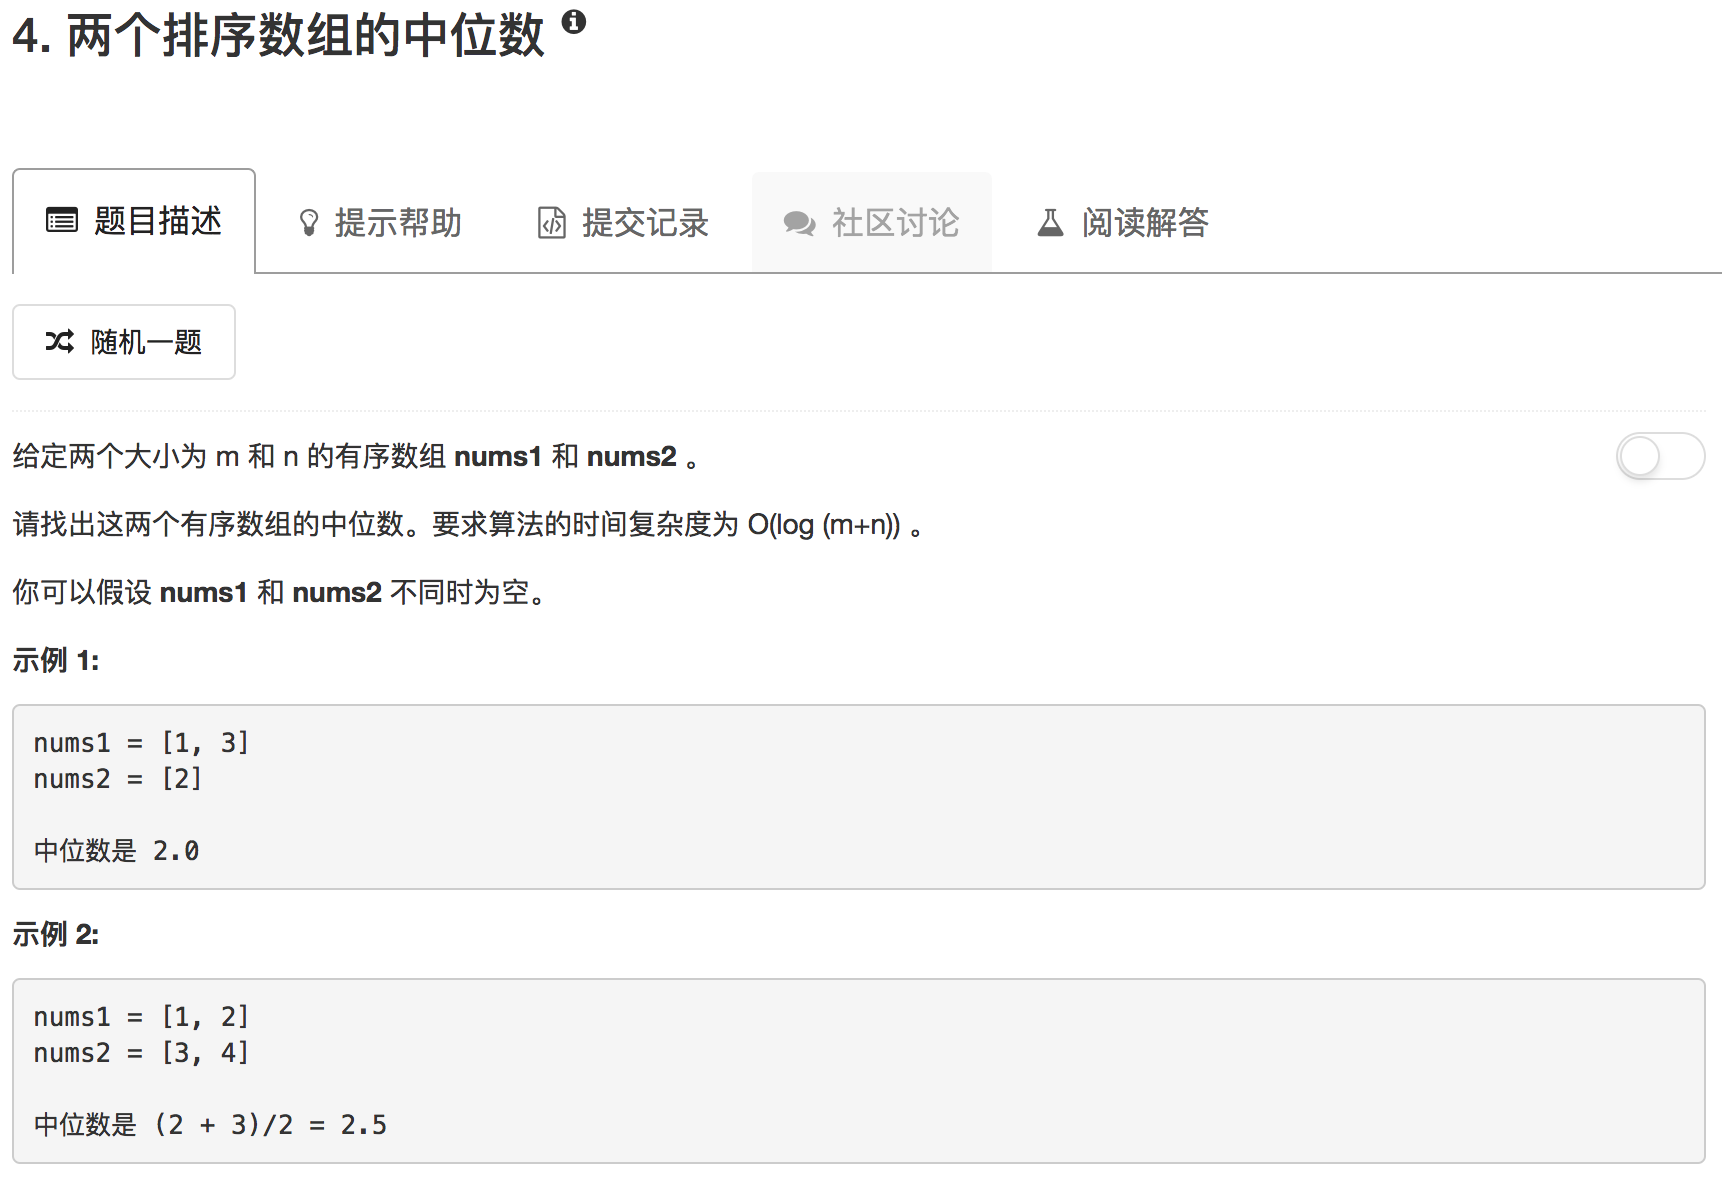 4. 两个排序数组的中位数
题目描述 提示帮助 提交记录 社区讨论 阅读解答
随机一题
给定两个大小为 m 和 n 的有序数组 nums1 和 nums2 。
请找出这两个有序数组的中位数。要求算法的时间复杂度为 O(log (m+n)) 。
你可以假设 nums1 和 nums2 不同时为空。
示例 1:
nums1 = [1, 3]
nums2 = [2]
中位数是 2.0
示例 2:
nums1 = [1, 2]
nums2 = [3, 4]
中位数是 (2 + 3)/2 = 2.5